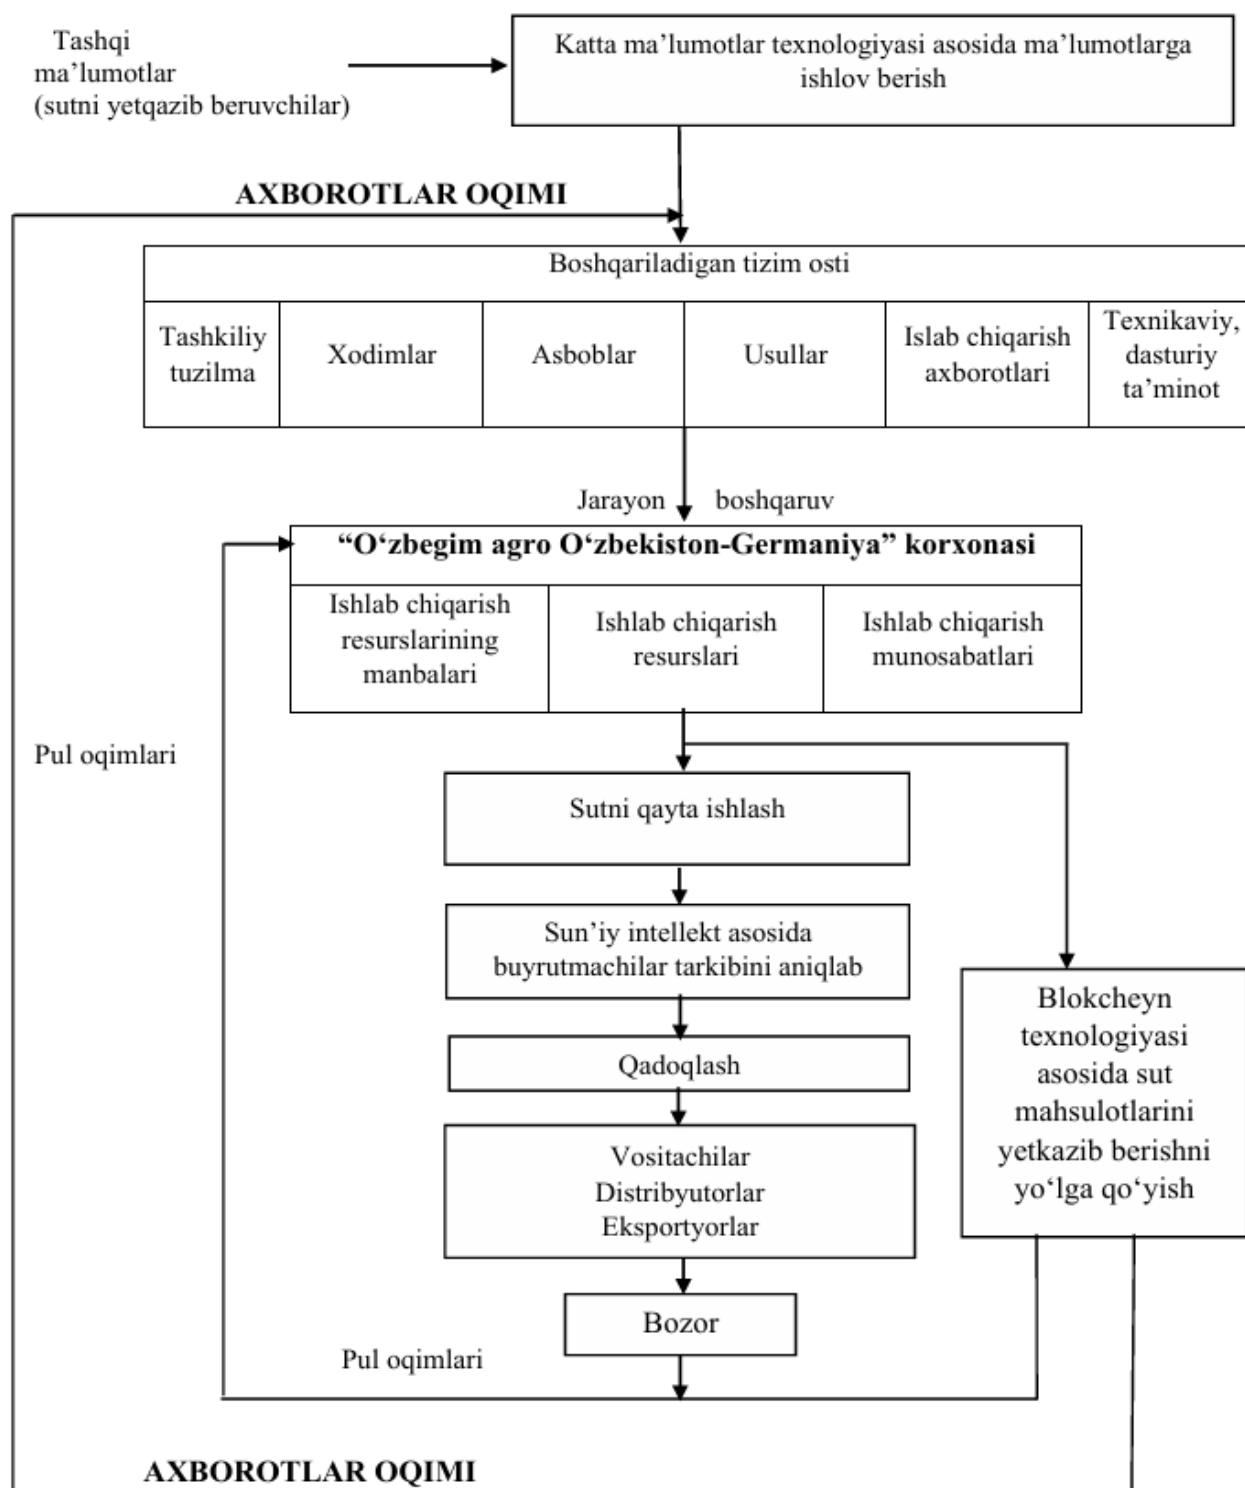 Tashqi
ma’lumotlar
(sutni yetqazib beruvchilar)
Katta ma’lumotlar texnologiyasi asosida ma’lumotlarga
ishlov berish
AXBOROTLAR OQIMI
Boshqariladigan tizim osti
Tashkiliy
tuzilma
Xodimlar
Asboblar
Usullar
Islab chiqarish
axborotlari
Texnikaviy,
dasturiy
ta’minot
Jarayon boshqaruv
“O‘zbegim agro O‘zbekiston-Germaniya” korxonasi
Ishlab chiqarish
resurslarining
manbalari
Ishlab chiqarish
resurslari
Ishlab chiqarish
munosabatlari
Pul oqimlari
Sutni qayta ishlash
Sun’iy intellekt asosida
buyrutmachilar tarkibini aniqlab
Qadoqlash
Vositachilar
Distribyutorlar
Eksportyorlar
Bozor
Blokcheyn
texnologiyasi
asosida sut
mahsulotlarini
yetkazib berishni
yo‘lga qo‘yish
Pul oqimlari
AXBOROTLAR OQIMI